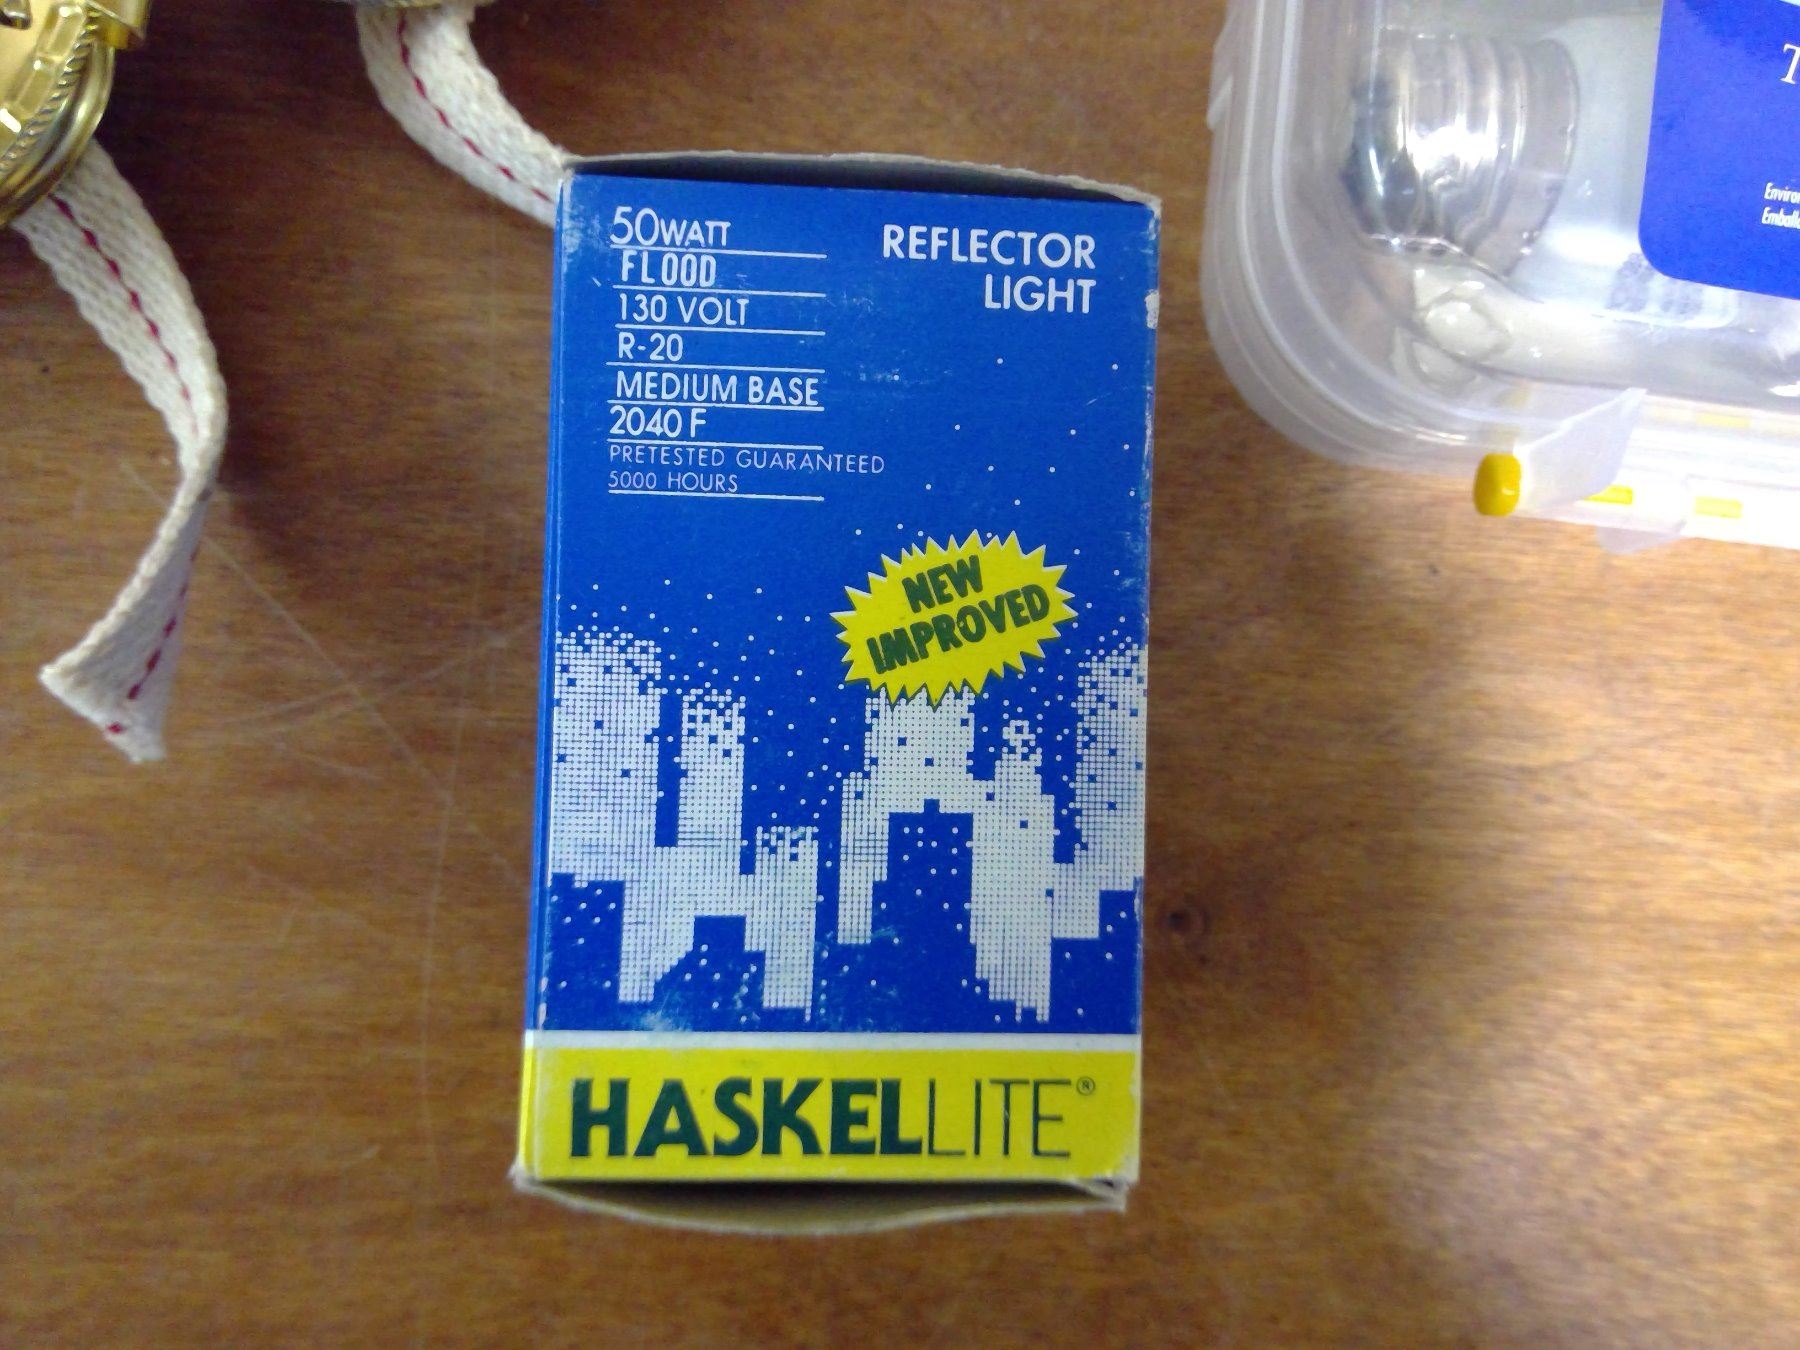 50WATT
FLOOD
130 VOLT
R-20
MEDIUM BASE
2040 F
PRETESTED GUARANTEED
5000 HOURS
REFLECTOR
LIGHT
NEW
IMPROVED
HASKELLITE®